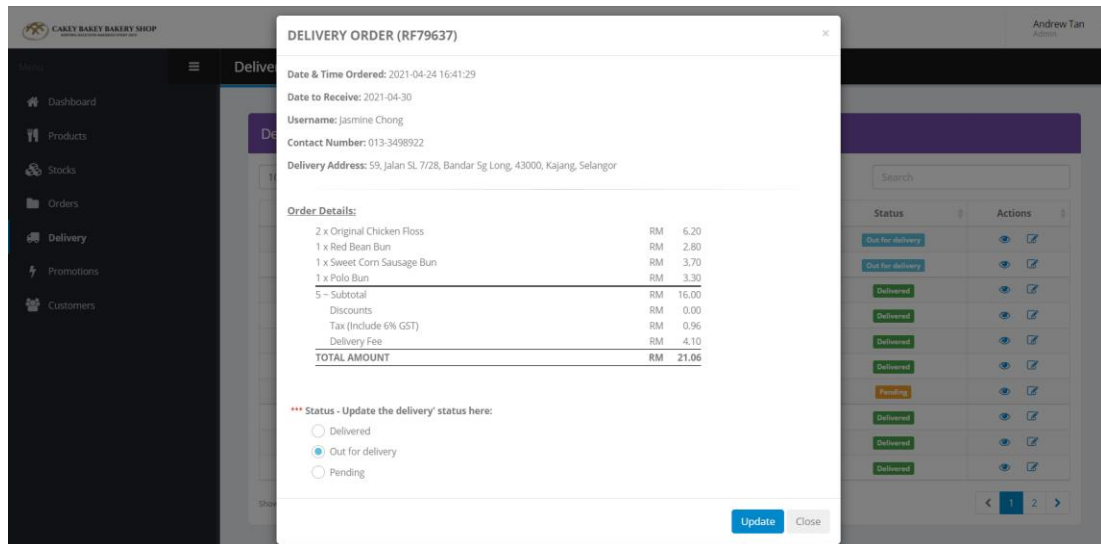 CAKEY BAKEY BAKERY SHOP
Andrew Tan
Admin
Menu
Dashboard
Products
Stocks
Orders
Delivery
Promotions
Customers
DELIVERY ORDER (RF79637)
×
Date & Time Ordered: 2021-04-24 16:41:29
Date to Receive: 2021-04-30
Username: Jasmine Chong
Contact Number: 013-3498922
Delivery Address: 59, Jalan SL 7/28, Bandar Sg Long, 43000, Kajang, Selangor
Order Details:
2 x Original Chicken Floss RM 6.20
1 x Red Bean Bun RM 2.80
1 x Sweet Corn Sausage Bun RM 3.70
1 x Polo Bun RM 3.30
5 ~ Subtotal RM 16.00
Discounts RM 0.00
Tax (Include 6% GST) RM 0.96
Delivery Fee RM 4.10
TOTAL AMOUNT RM 21.06
*** Status - Update the delivery' status here:
Delivered
Out for delivery
Pending
Update Close
Search
Status Actions
Out for delivery
Out for delivery
Delivered
Delivered
Delivered
Delivered
Pending
Delivered
Delivered
Delivered
1 2